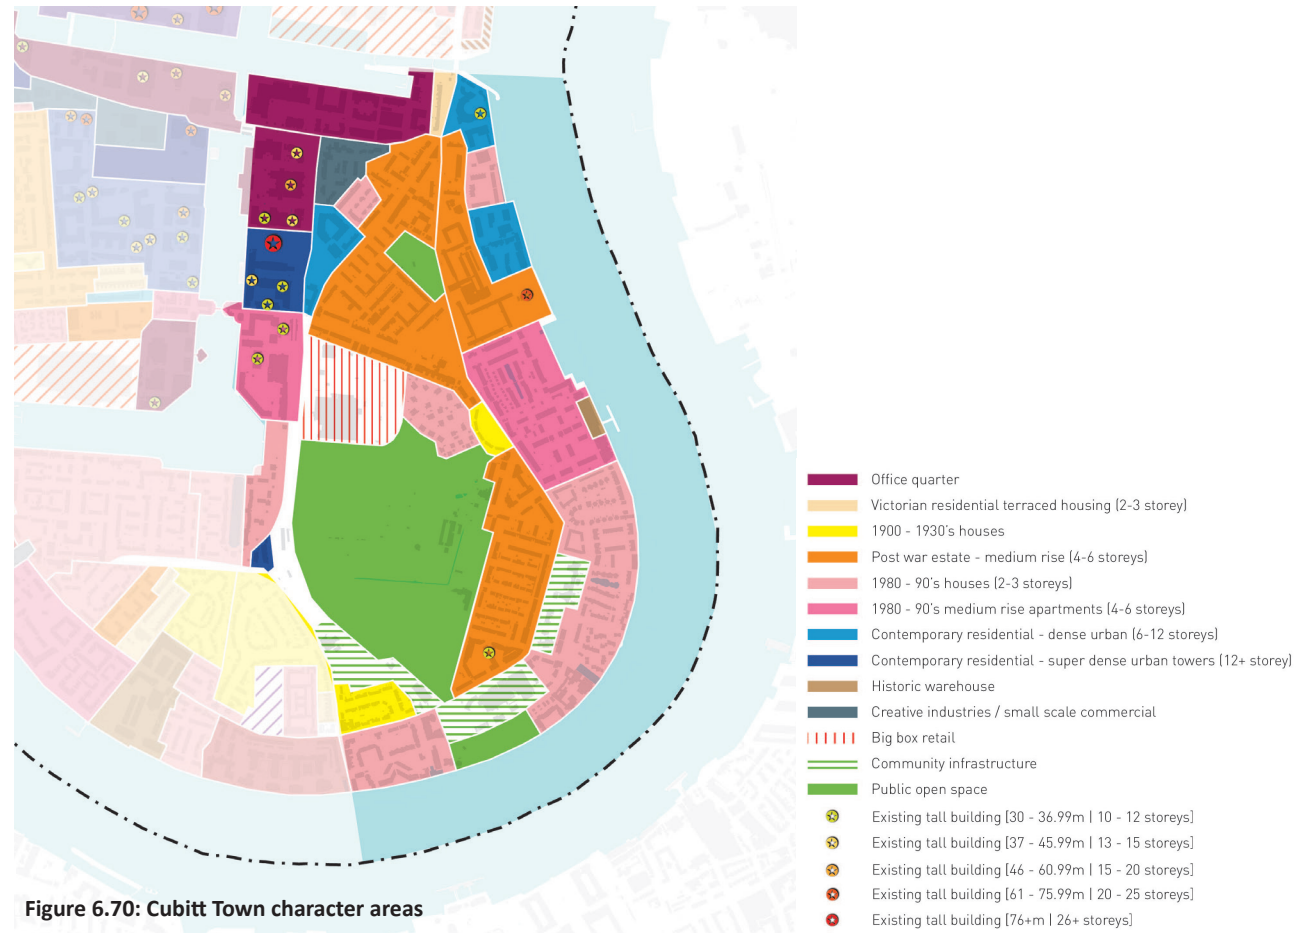 Office quarter
Victorian residential terraced housing (2-3 storey)
1900 - 1930's houses
Post war estate - medium rise (4-6 storeys)
1980 - 90's houses (2-3 storeys)
1980 - 90's medium rise apartments (4-6 storeys)
Contemporary residential - dense urban (6-12 storeys)
Contemporary residential - super dense urban towers (12+ storey)
Historic warehouse
Creative industries / small scale commercial
Big box retail
Community infrastructure
Public open space
Existing tall building [30 - 36.99m | 10 - 12 storeys]
Existing tall building [37 - 45.99m | 13 - 15 storeys]
Existing tall building [46 - 60.99m | 15 - 20 storeys]
Existing tall building [61 - 75.99m | 20 - 25 storeys]
Existing tall building [76+m | 26+ storeys]
Figure 6.70: Cubitt Town character areas